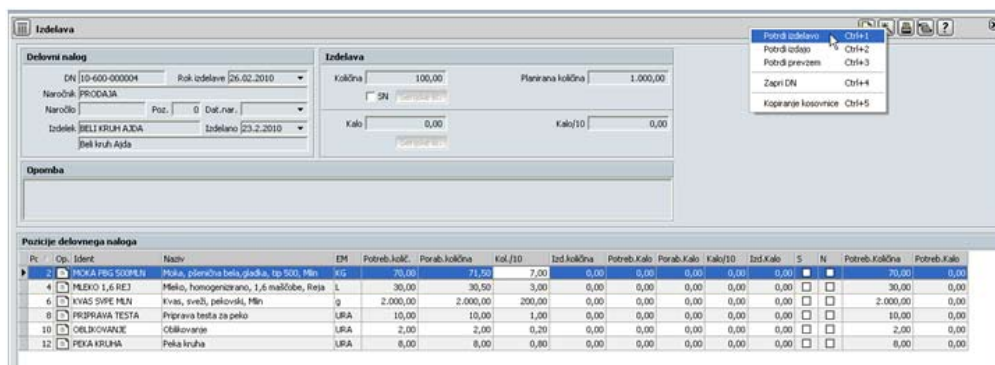 Izdelava
Potrdi izdelavo Ctrl+1
Potrdi izdajo Ctrl+2
Potrdi prevzem Ctrl+3
Zapri DN Ctrl+4
Kopiranje kosovnice Ctrl+5
Delovni nalog
DN 10-600-000004 Rok izdelave 26.02.2010
Naročnik PRODAJA
Naročilo Poz. 0 Dat.nar.
Izdelek BELI KRUH AJDA Izdelano 23.2.2010
Beli kruh Ajda
Izdelava
Količina 100,00 Planirana količina 1.000,00
SN
Kalo 0,00 Kalo/10 0,00
Opomba
Pozicije delovnega naloga
Pc Op. Ident Naziv EM Potreb.količ. Porab.količina Kol./10 Izd.količina Potreb.Kalo Porab.Kalo Kalo/10 Izd.Kalo S N Potreb.Količina Potreb.Kalo
2 MOKA PBG 500MLN Moka, pšenična bela,gladka, tip 500, Mlin KG 70,00 71,50 7,00 0,00 0,00 0,00 0,00 0,00 70,00 0,00
4 MLEKO 1,6 REJ Mleko, homogenizirano, 1,6 maščobe, Reja L 30,00 30,50 3,00 0,00 0,00 0,00 0,00 0,00 30,00 0,00
6 KVAS SVPE MLN Kvas, sveži, pekovski, Mlin g 2.000,00 2.000,00 200,00 0,00 0,00 0,00 0,00 0,00 2.000,00 0,00
8 PRIPRAVA TESTA Priprava testa za peko URA 10,00 10,00 1,00 0,00 0,00 0,00 0,00 0,00 10,00 0,00
10 OBLIKOVANJE Oblikovanje URA 2,00 2,00 0,20 0,00 0,00 0,00 0,00 0,00 2,00 0,00
12 PEKA KRUHA Peka kruha URA 8,00 8,00 0,80 0,00 0,00 0,00 0,00 0,00 8,00 0,00